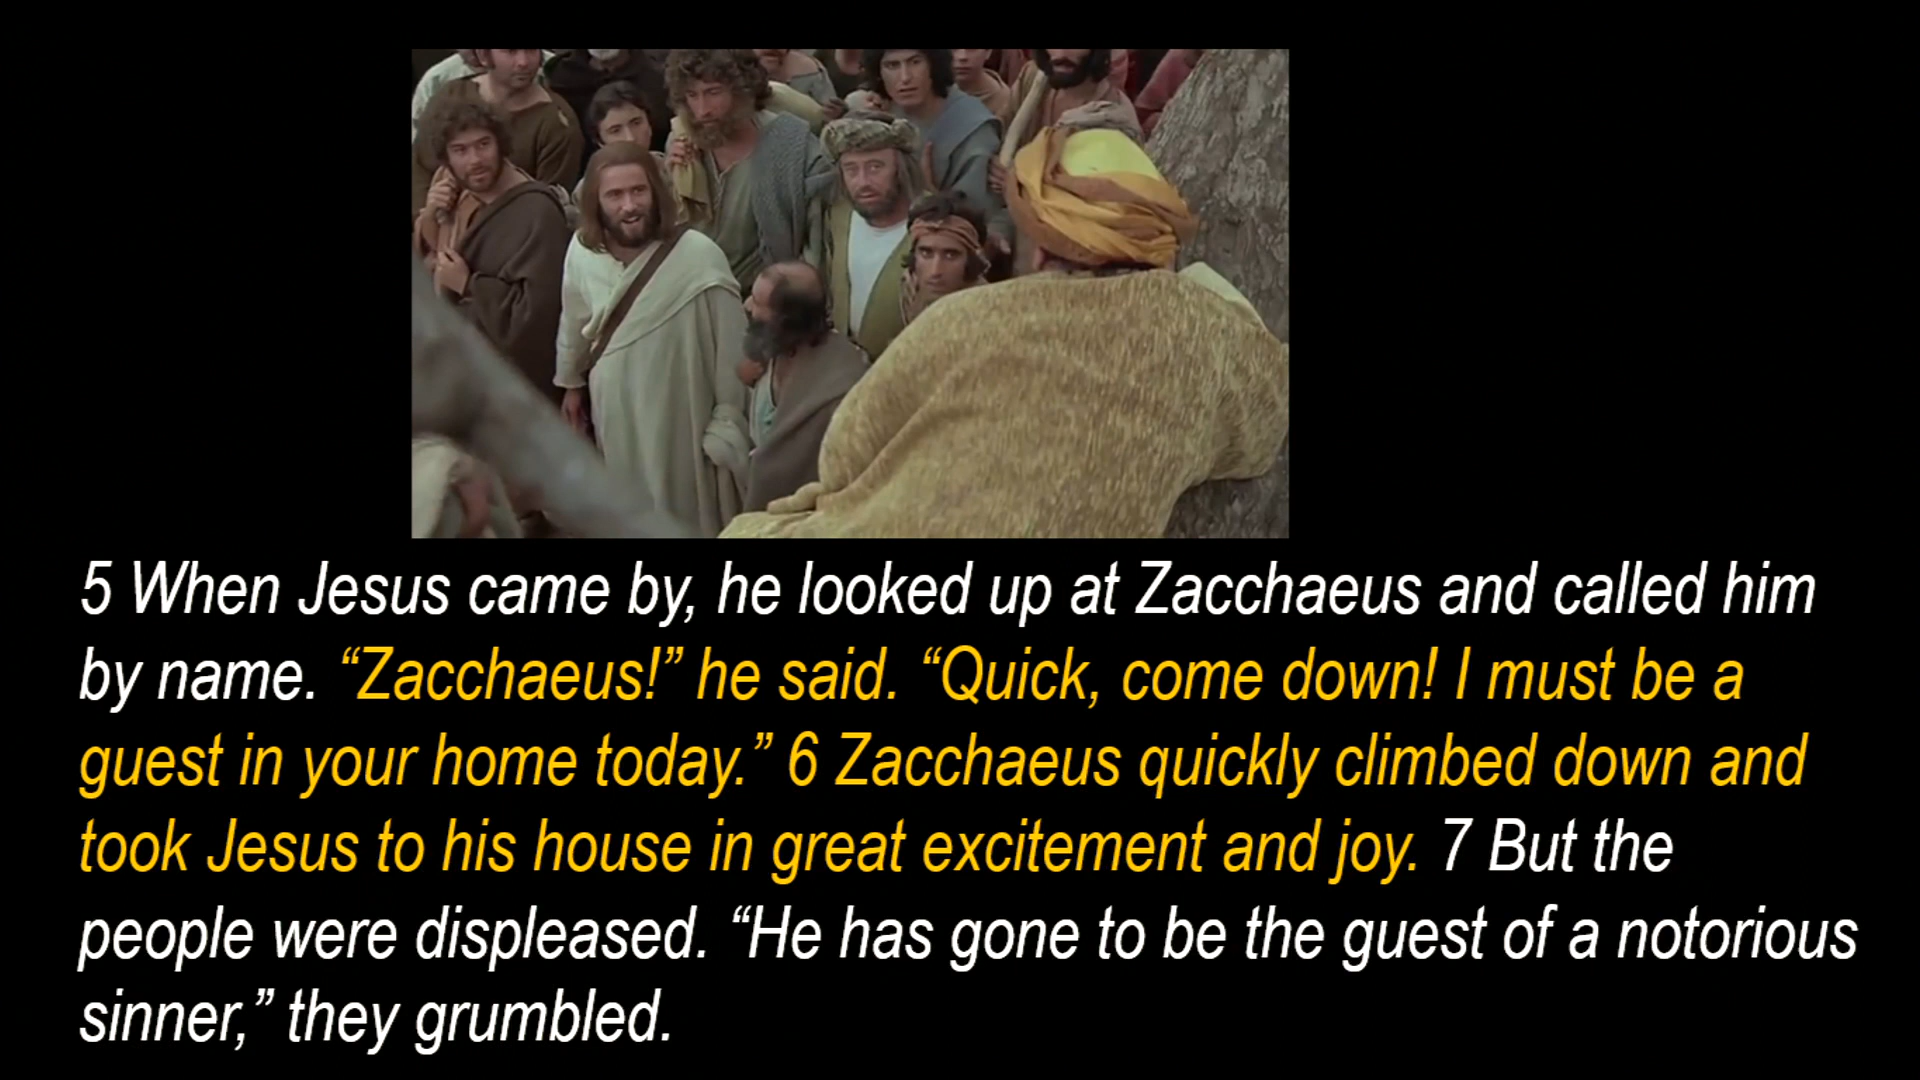 5 When Jesus came by, he looked up at Zacchaeus and called him
by name. “Zacchaeus!” he said. “Quick, come down! I must be a
guest in your home today.” 6 Zacchaeus quickly climbed down and
took Jesus to his house in great excitement and joy. 7 But the
people were displeased. “He has gone to be the guest of a notorious
sinner,” they grumbled.